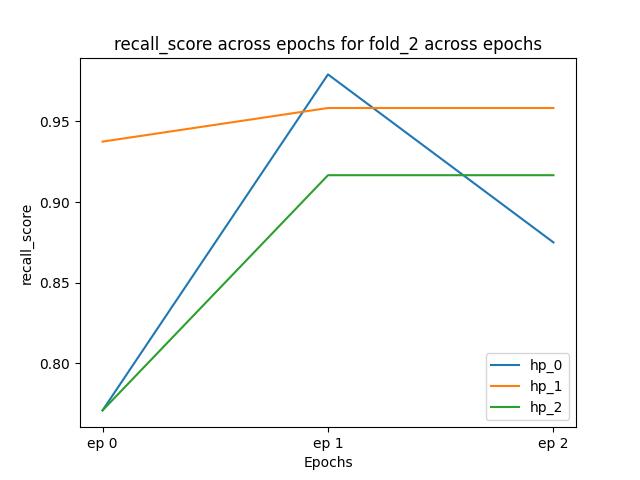 recall_score across epochs for fold_2 across epochs
recall_score
0.95
0.90
0.85
0.80
ep 0
ep 1
ep 2
Epochs
hp_0
hp_1
hp_2